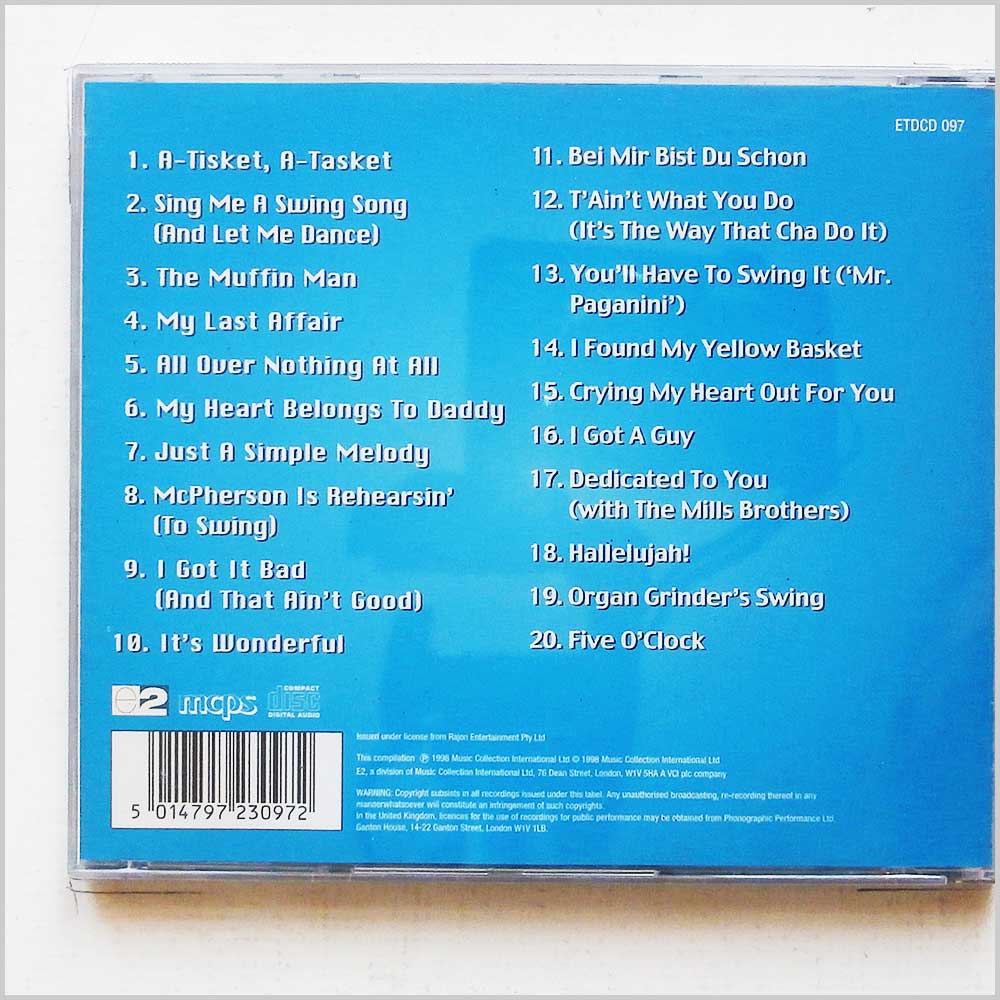 ETDCD 097
1. A-Tisket, A-Tasket
2. Sing Me A Swing Song
(And Let Me Dance)
3. The Muffin Man
4. My Last Affair
5. All Over Nothing At All
6. My Heart Belongs To Daddy
7. Just A Simple Melody
8. McPherson Is Rehearsin'
(To Swing)
9. I Got It Bad
(And That Ain't Good)
10. It's Wonderful
11. Bei Mir Bist Du Schon
12. T'Ain't What You Do
(It's The Way That Cha Do It)
13. You'll Have To Swing It ('Mr.
Paganini')
14. I Found My Yellow Basket
15. Crying My Heart Out For You
16. I Got A Guy
17. Dedicated To You
(with The Mills Brothers)
18. Hallelujah!
19. Organ Grinder's Swing
20. Five O'Clock
e2 mcps COMPACT
disc
DIGITAL AUDIO
5 014797 230972
Issued under license from Rajon Entertainment Pty Ltd
This compilation ℗ 1998 Music Collection International Ltd © 1998 Music Collection International Ltd
E2, a division of Music Collection International Ltd, 76 Dean Street, London, W1V 5HA A VCI plc company
WARNING: Copyright subsists in all recordings issued under this label. Any unauthorised broadcasting, re-recording thereof in any
mannerwhatsoever will constitute an infringement of such copyrights.
In the United Kingdom, licences for the use of recordings for public performance may be obtained from Phonographic Performance Ltd.
Ganton House, 14-22 Ganton Street, London W1V 1LB.